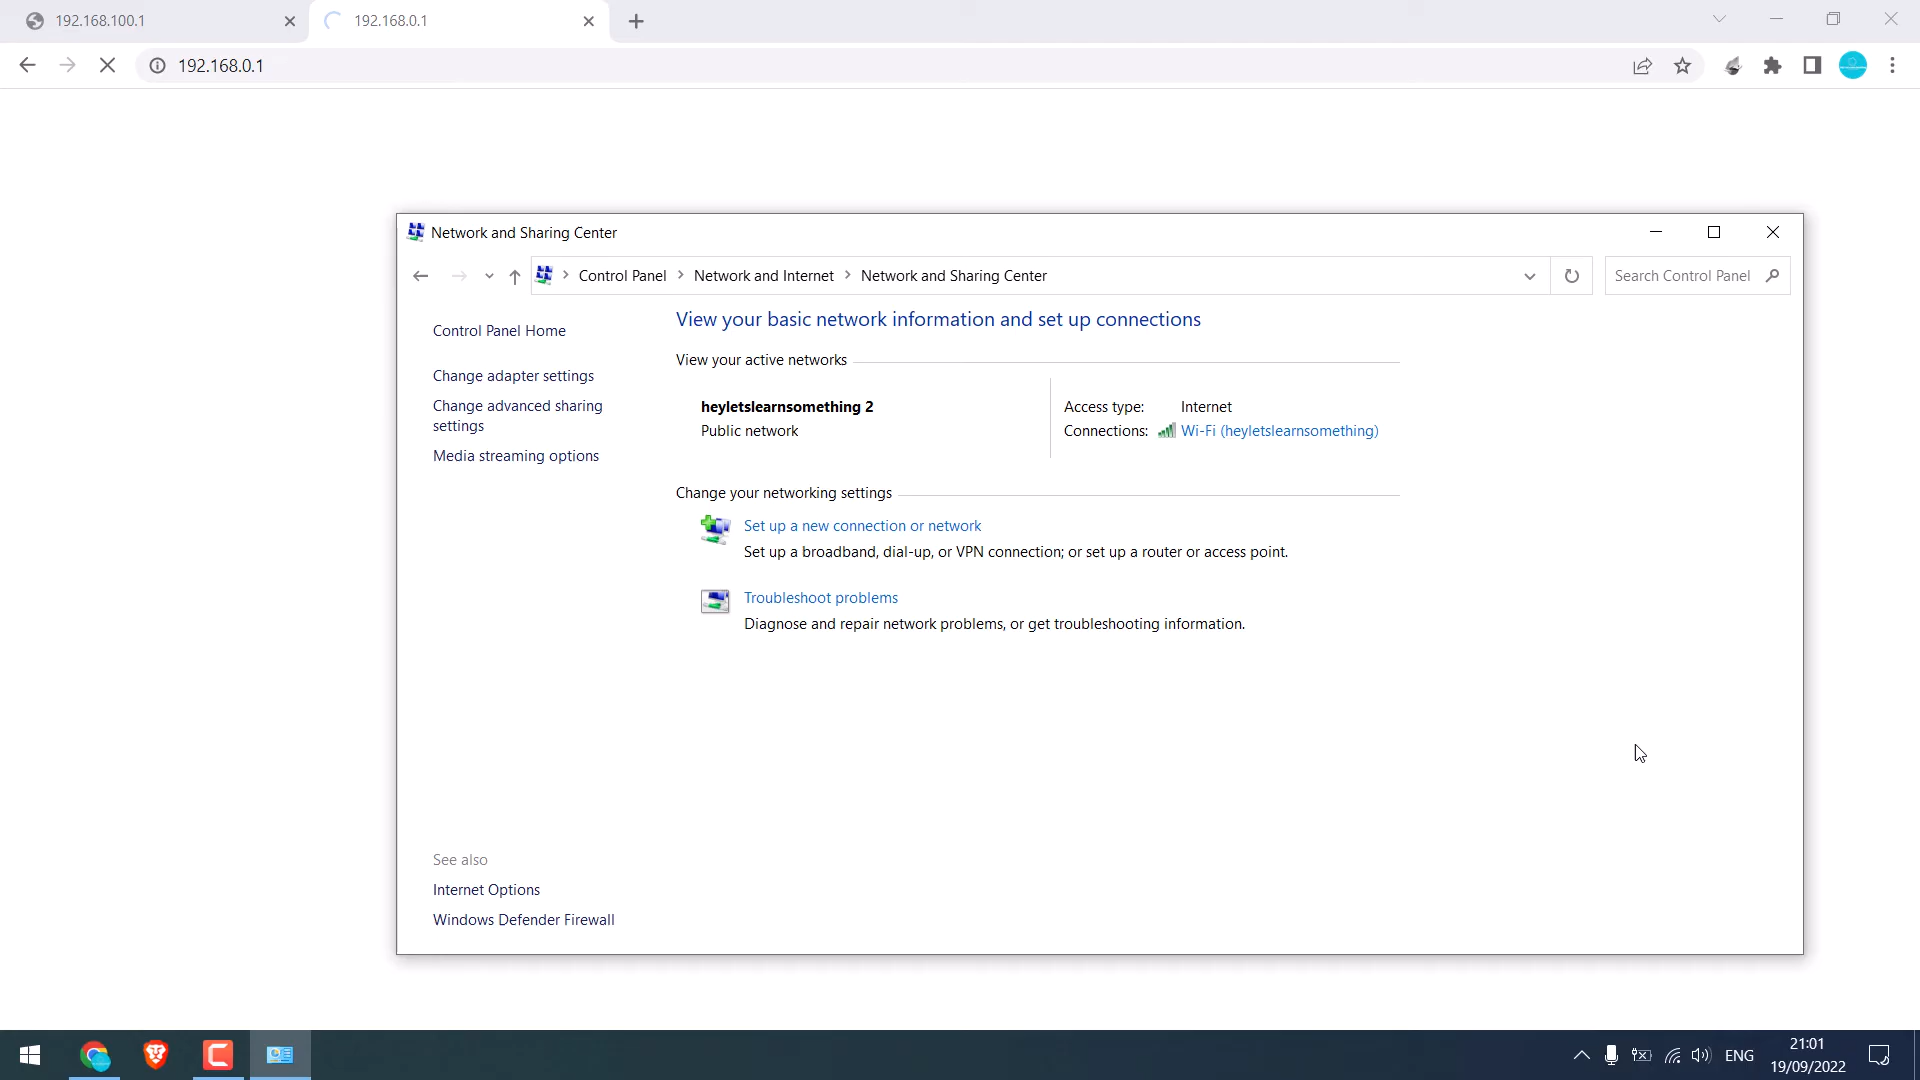 192.168.100.1
192.168.0.1
192.168.0.1
Network and Sharing Center
Control Panel > Network and Internet > Network and Sharing Center
Search Control Panel
Control Panel Home
Change adapter settings
Change advanced sharing
settings
Media streaming options
View your basic network information and set up connections
View your active networks
heyletslearnsomething 2
Public network
Access type: Internet
Connections: Wi-Fi (heyletslearnsomething)
Change your networking settings
Set up a new connection or network
Set up a broadband, dial-up, or VPN connection; or set up a router or access point.
Troubleshoot problems
Diagnose and repair network problems, or get troubleshooting information.
See also
Internet Options
Windows Defender Firewall
ENG
21:01
19/09/2022